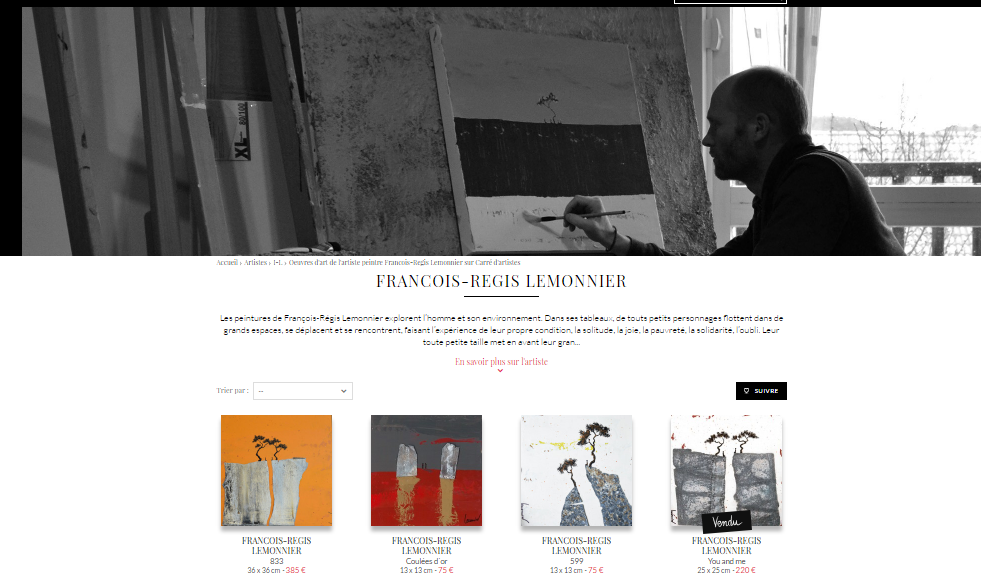 XL 80/100
Accueil › Artistes › I-L › Oeuvres d'art de l'artiste peintre Francois-Regis Lemonnier sur Carré d'artistes
FRANCOIS-REGIS LEMONNIER
Les peintures de François-Régis Lemonnier explorent l'homme et son environnement. Dans ses tableaux, de touts petits personnages flottent dans de
grands espaces, se déplacent et se rencontrent, faisant l'expérience de leur propre condition, la solitude, la joie, la pauvreté, la solidarité, l'oubli. Leur
toute petite taille met en avant leur gran...
En savoir plus sur l'artiste
Trier par : --
SUIVRE
Vendu
FRANCOIS-REGIS
LEMONNIER
833
36 x 36 cm - 385 €
FRANCOIS-REGIS
LEMONNIER
Coulées d'or
13 x 13 cm - 75 €
FRANCOIS-REGIS
LEMONNIER
599
13 x 13 cm - 75 €
FRANCOIS-REGIS
LEMONNIER
You and me
25 x 25 cm - 220 €